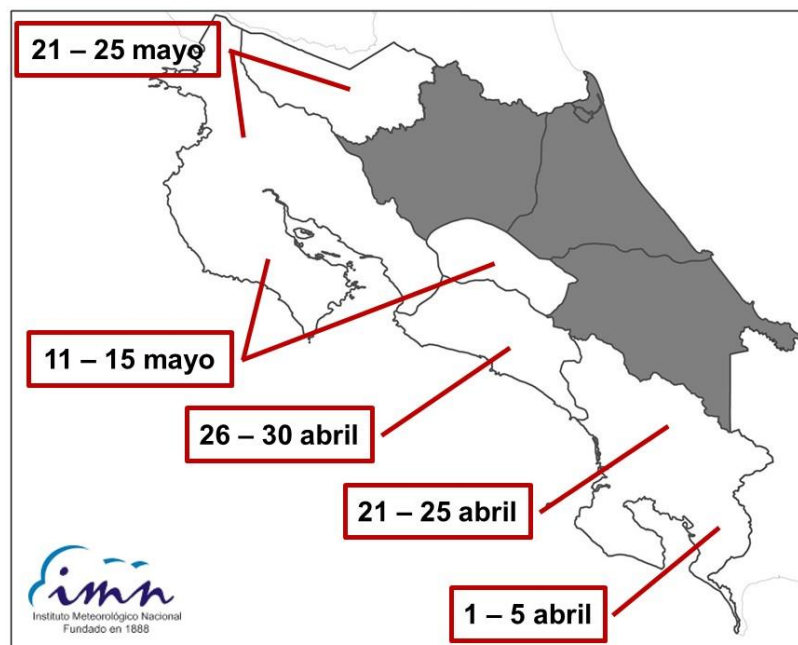 21 – 25 mayo
11 – 15 mayo
26 – 30 abril
21 – 25 abril
1 – 5 abril
imn
Instituto Meteorológico Nacional
Fundado en 1888